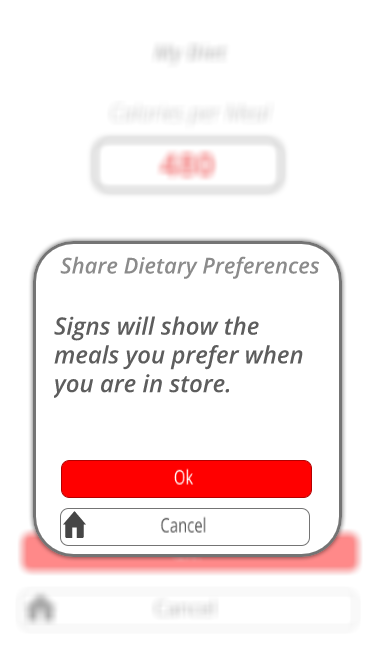 My Diet
Calories per Meal
480
Share Dietary Preferences
Signs will show the
meals you prefer when
you are in store.
Ok
Cancel
Cancel